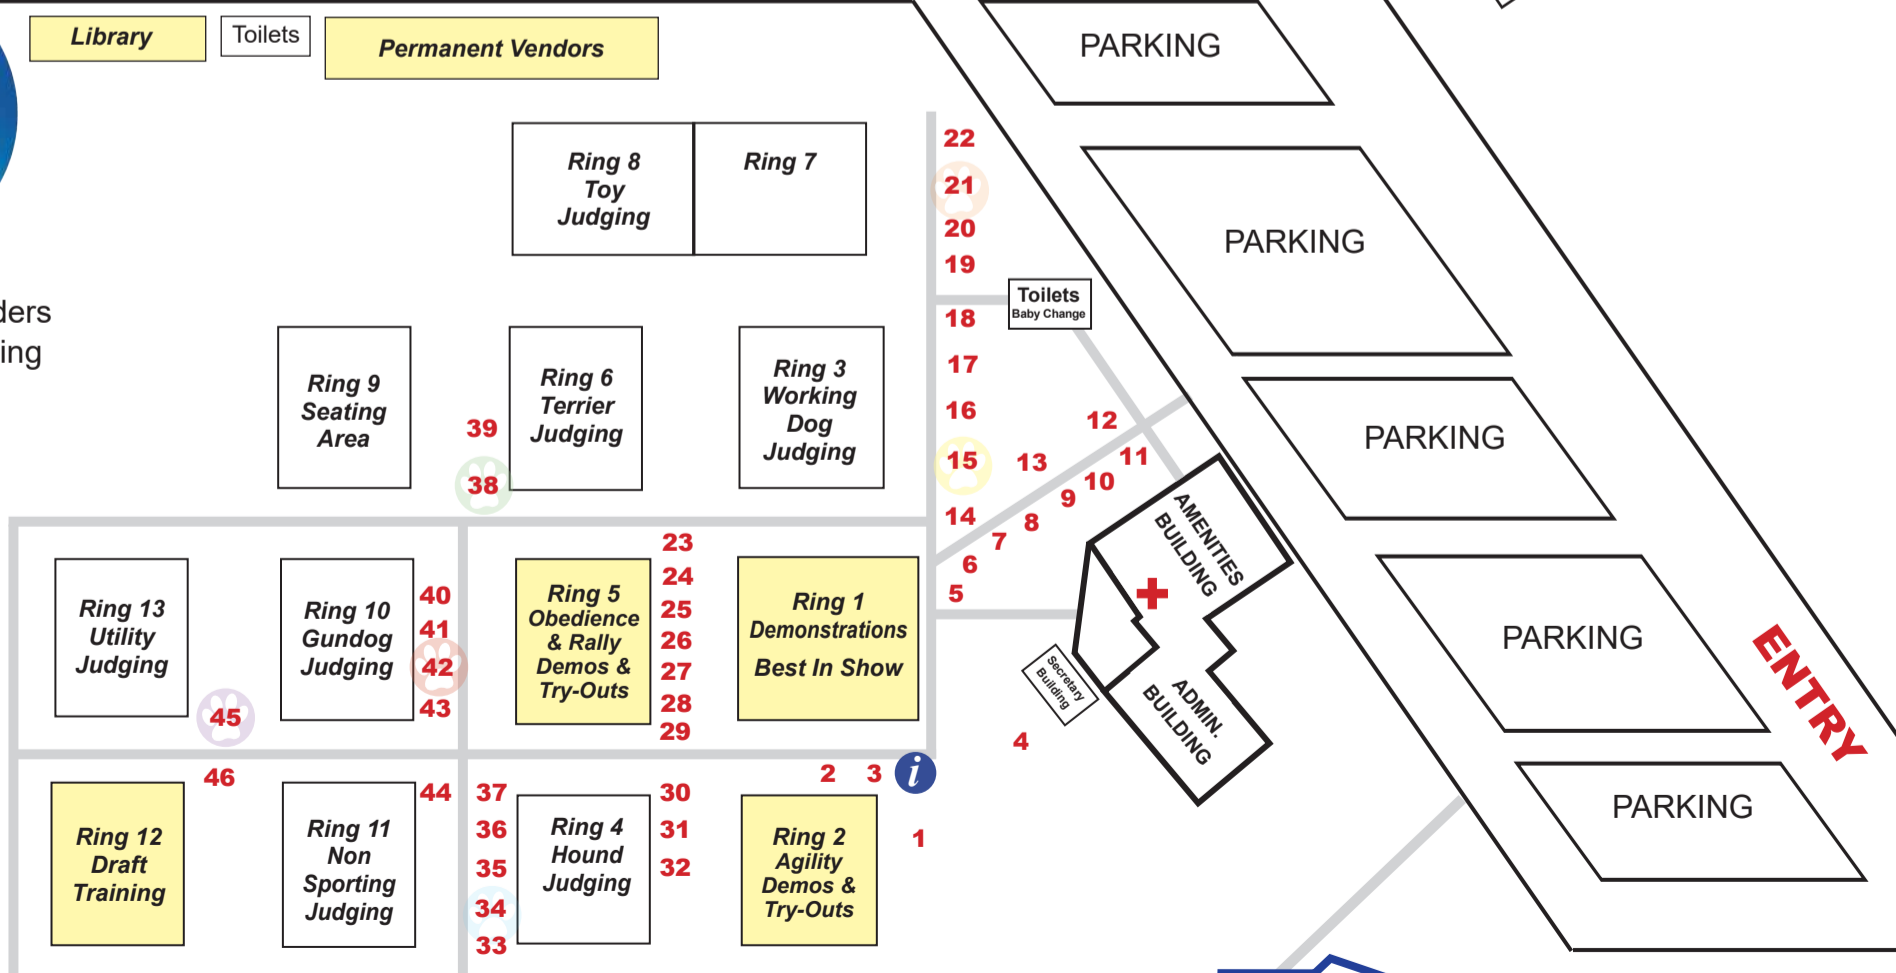 Library
Toilets
Permanent Vendors
PARKING
Ring 8
Toy
Judging
Ring 7
22
21
20
19
PARKING
Toilets
Baby Change
18
17
16
15
14
13
12
11
10
9
8
7
6
5
Ring 9
Seating
Area
39
38
Ring 6
Terrier
Judging
Ring 3
Working
Dog
Judging
PARKING
AMENITIES
BUILDING
Ring 13
Utility
Judging
45
Ring 10
Gundog
Judging
40
41
42
43
Ring 5
Obedience
& Rally
Demos &
Try-Outs
23
24
25
26
27
28
29
Ring 1
Demonstrations
Best In Show
Secretary
Building
ADMIN.
BUILDING
4
PARKING
ENTRY
46
Ring 12
Draft
Training
Ring 11
Non
Sporting
Judging
44
37
36
35
34
33
Ring 4
Hound
Judging
30
31
32
2
3
i
Ring 2
Agility
Demos &
Try-Outs
1
PARKING